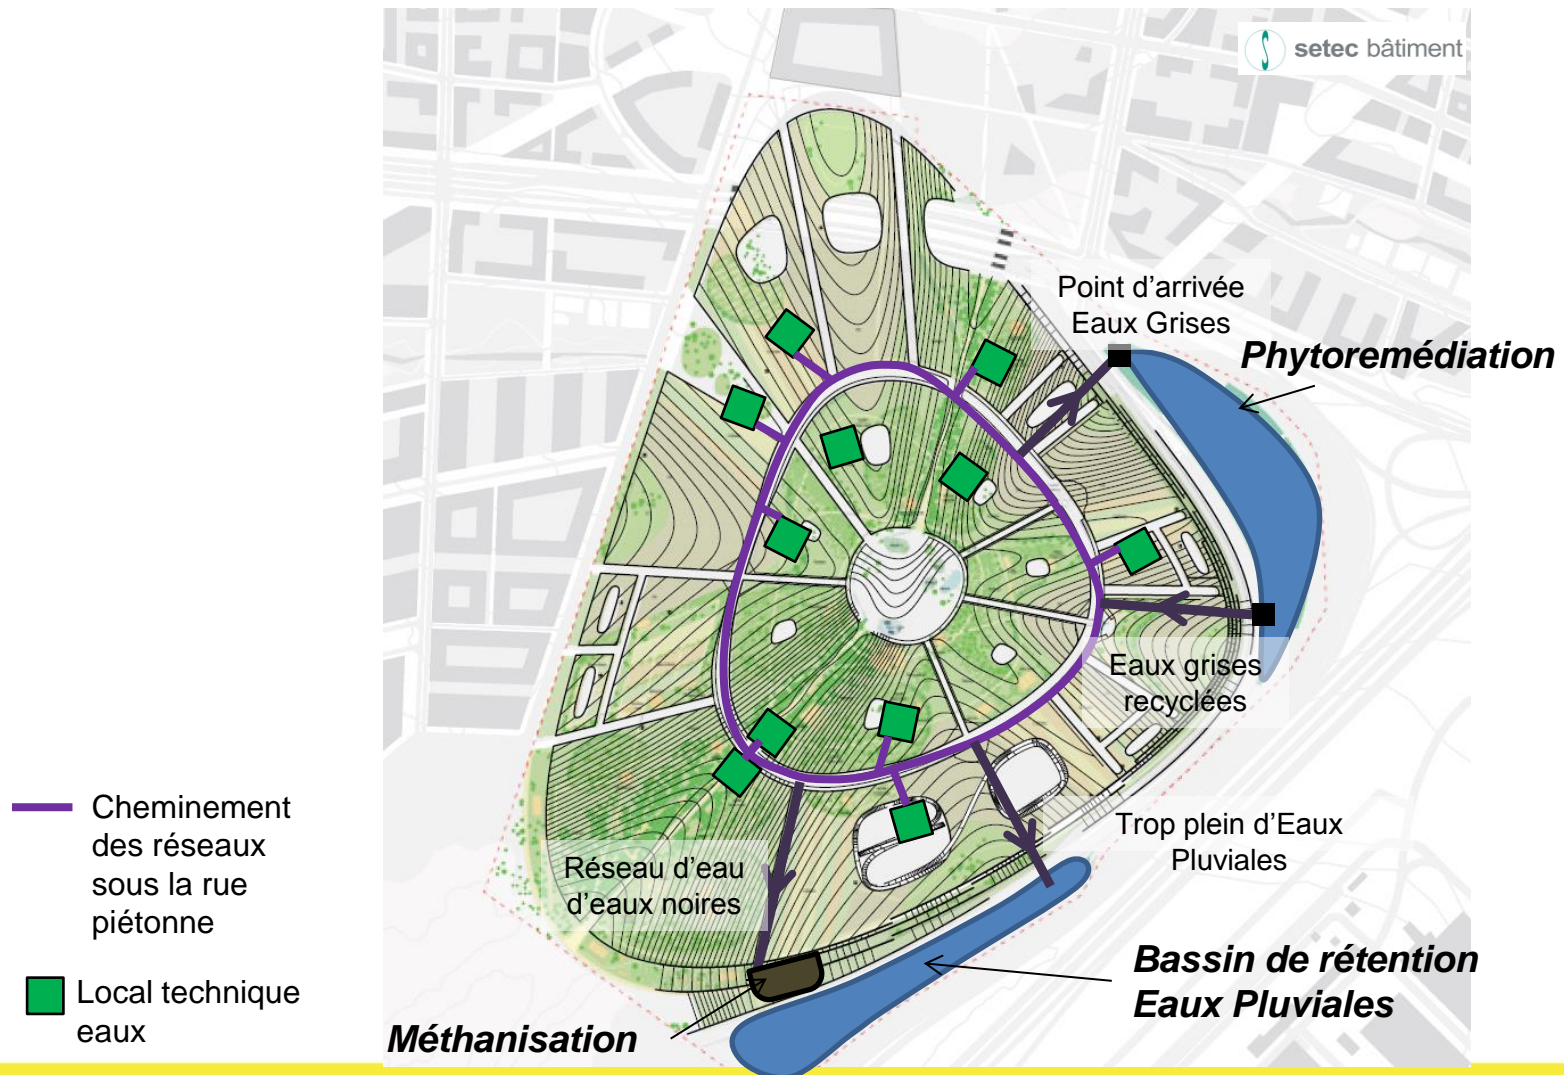 setec bâtiment
Point d’arrivée
Eaux Grises
Phytoremédiation
Eaux grises
recyclées
Cheminement
des réseaux
sous la rue
piétonne
Trop plein d’Eaux
Pluviales
Réseau d’eau
d’eaux noires
Bassin de rétention
Eaux Pluviales
Local technique
eaux
Méthanisation